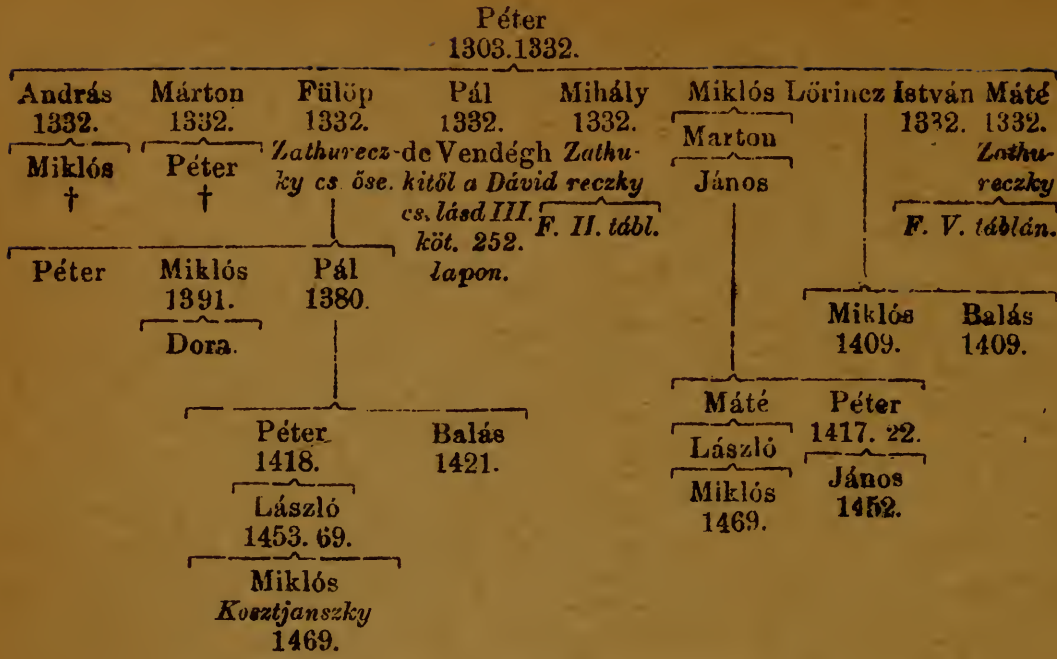 Péter
1303.1332.
András Márton Fülöp Pál Mihály Miklós Lörincz István Máté
1332. 1332. 1332. 1332. 1332. Marton 1332. 1332.
Miklós Péter Zathurecz- de Vendégh Zathu- János Zathu-
† † ky cs őse. kitől a Dávid reczky reczky
cs. lásd III. F. II. tábl. F. V. táblán.
köt. 252.
lapon.
Péter Miklós Pál
1391. 1380.
Dora.
Miklós Balás
1409. 1409.
Máté Péter
Péter Balás 1417. 22.
1418. 1421. László János
László Miklós 1452.
1453. 69. 1469.
Miklós
Kosztjanszky
1469.